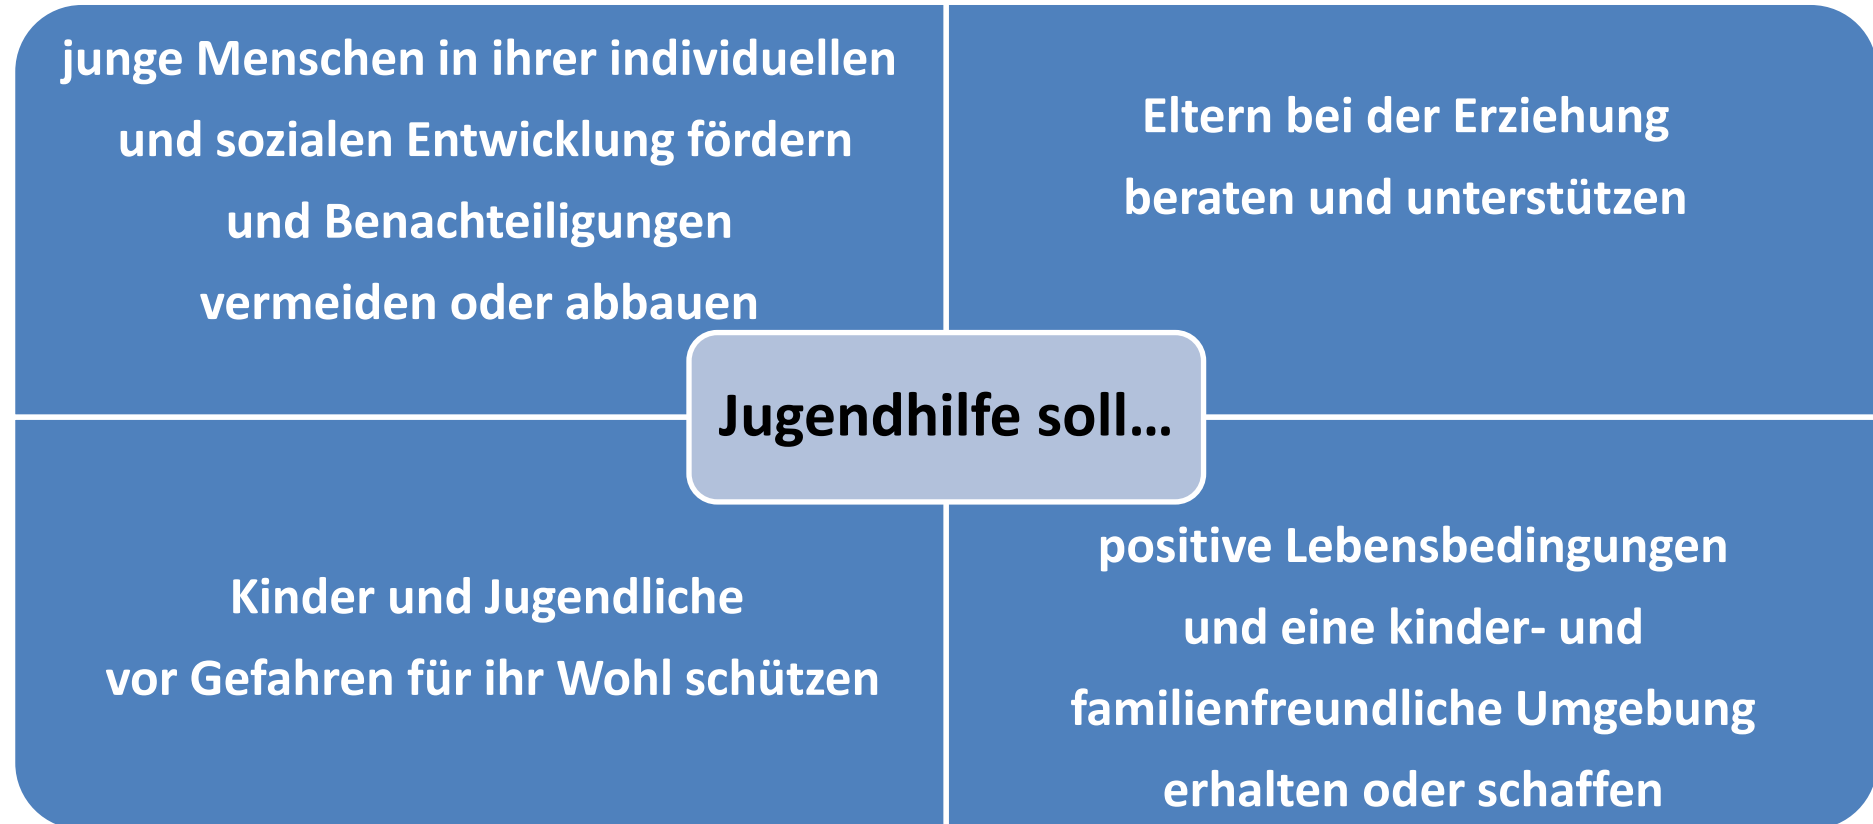 junge Menschen in ihrer individuellen
und sozialen Entwicklung fördern
und Benachteiligungen
vermeiden oder abbauen
Eltern bei der Erziehung
beraten und unterstützen
Jugendhilfe soll...
Kinder und Jugendliche
vor Gefahren für ihr Wohl schützen
positive Lebensbedingungen
und eine kinder- und
familienfreundliche Umgebung
erhalten oder schaffen